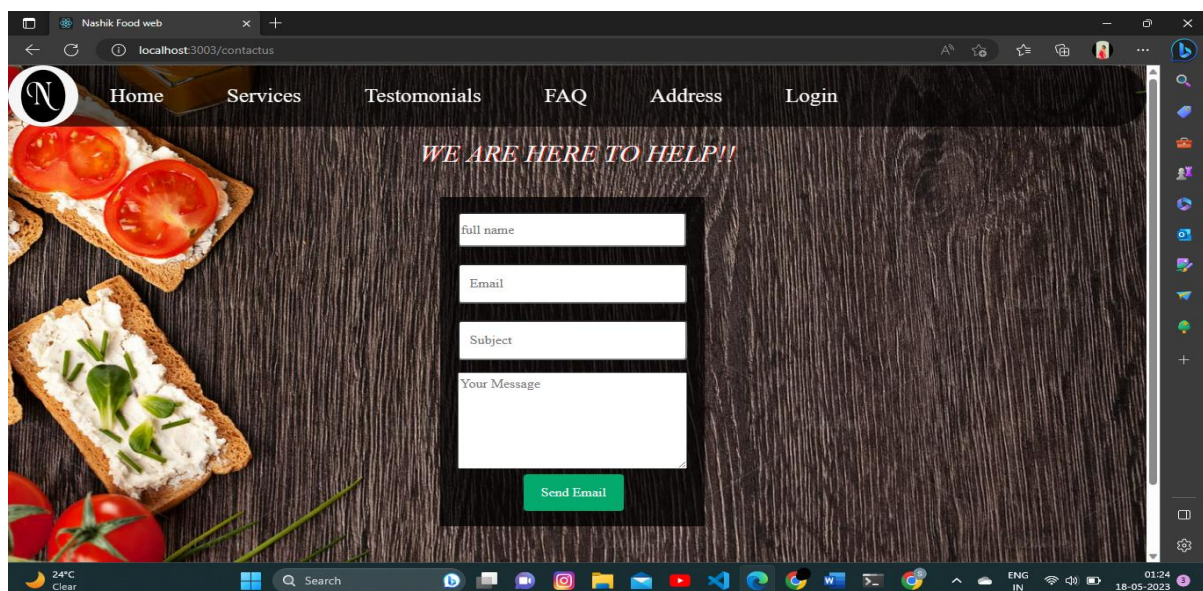 Nashik Food web
localhost:3003/contactus
N
Home Services Testomonials FAQ Address Login
WE ARE HERE TO HELP!!
full name
Email
Subject
Your Message
Send Email
24°C
Clear
Search
ENG
IN
01:24
18-05-2023
3